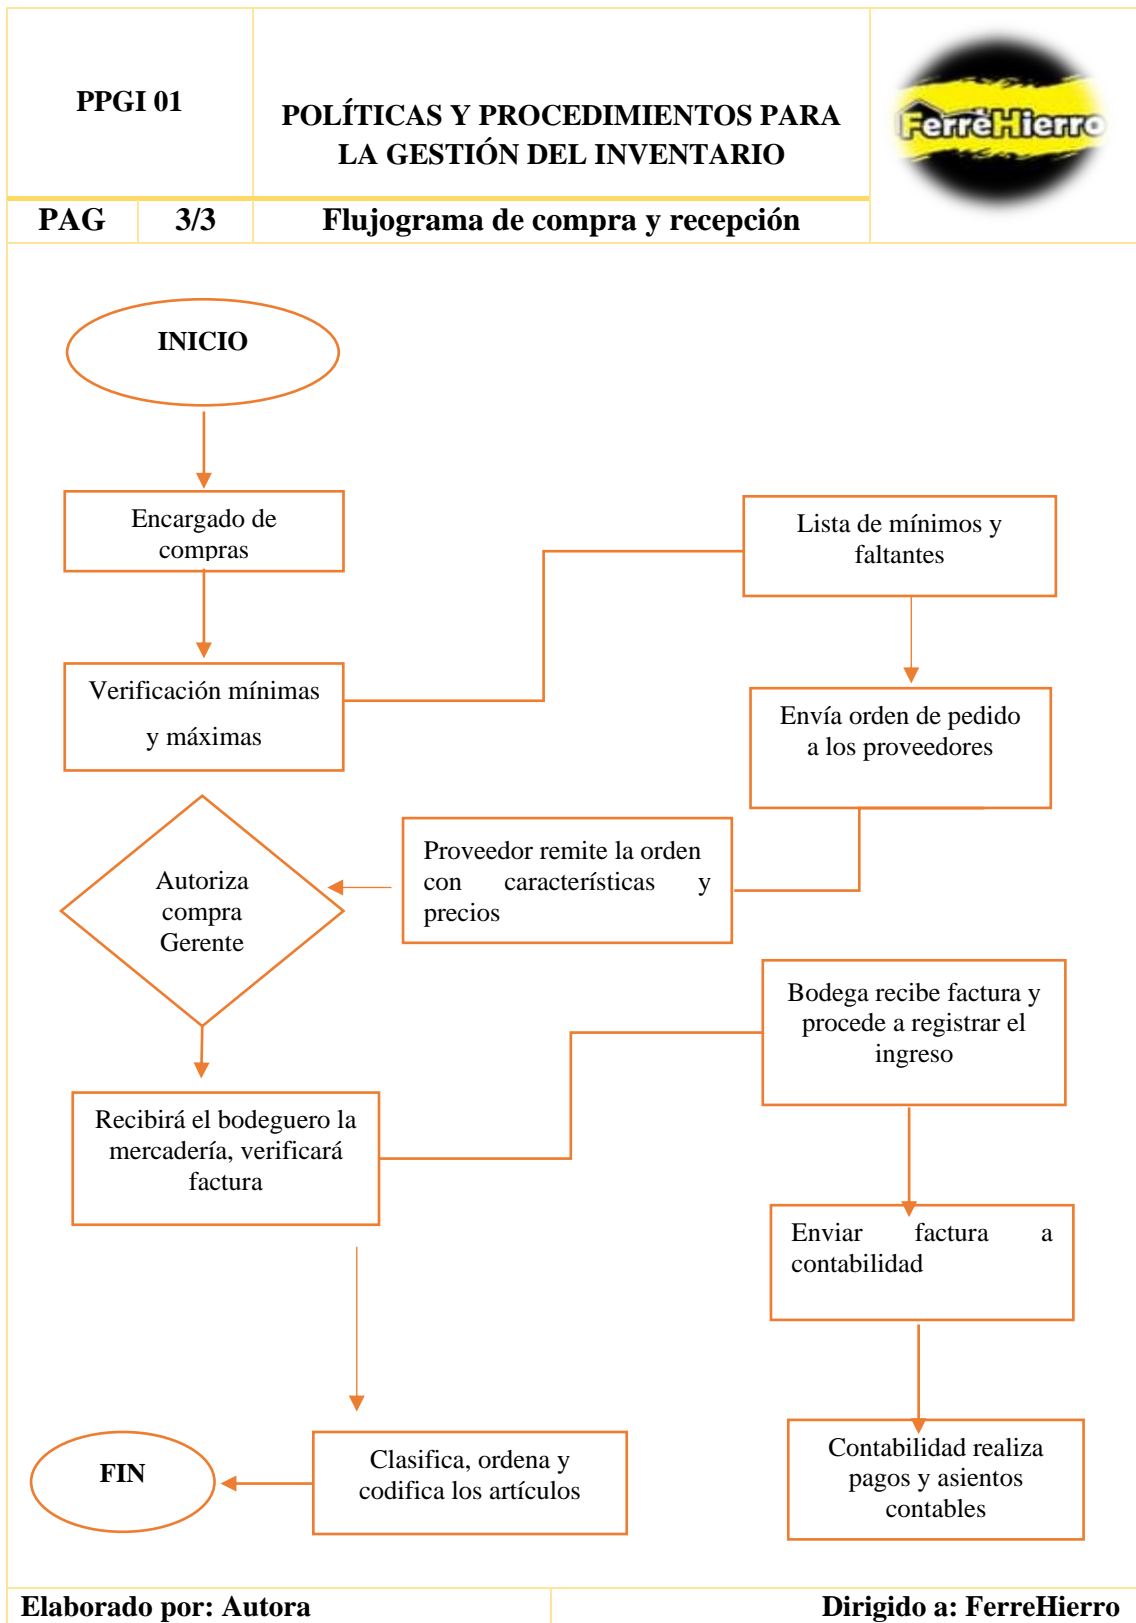 PPGI 01
POLÍTICAS Y PROCEDIMIENTOS PARA
LA GESTIÓN DEL INVENTARIO
FerreHierro
PAG 3/3 Flujograma de compra y recepción
INICIO
Encargado de
compras
Lista de mínimos y
faltantes
Verificación mínimas
y máximas
Envía orden de pedido
a los proveedores
Proveedor remite la orden
con características y
precios
Autoriza
compra
Gerente
Bodega recibe factura y
procede a registrar el
ingreso
Recibirá el bodeguero la
mercadería, verificará
factura
Enviar factura a
contabilidad
Clasifica, ordena y
codifica los artículos
FIN
Contabilidad realiza
pagos y asientos
contables
Elaborado por: Autora
Dirigido a: FerreHierro